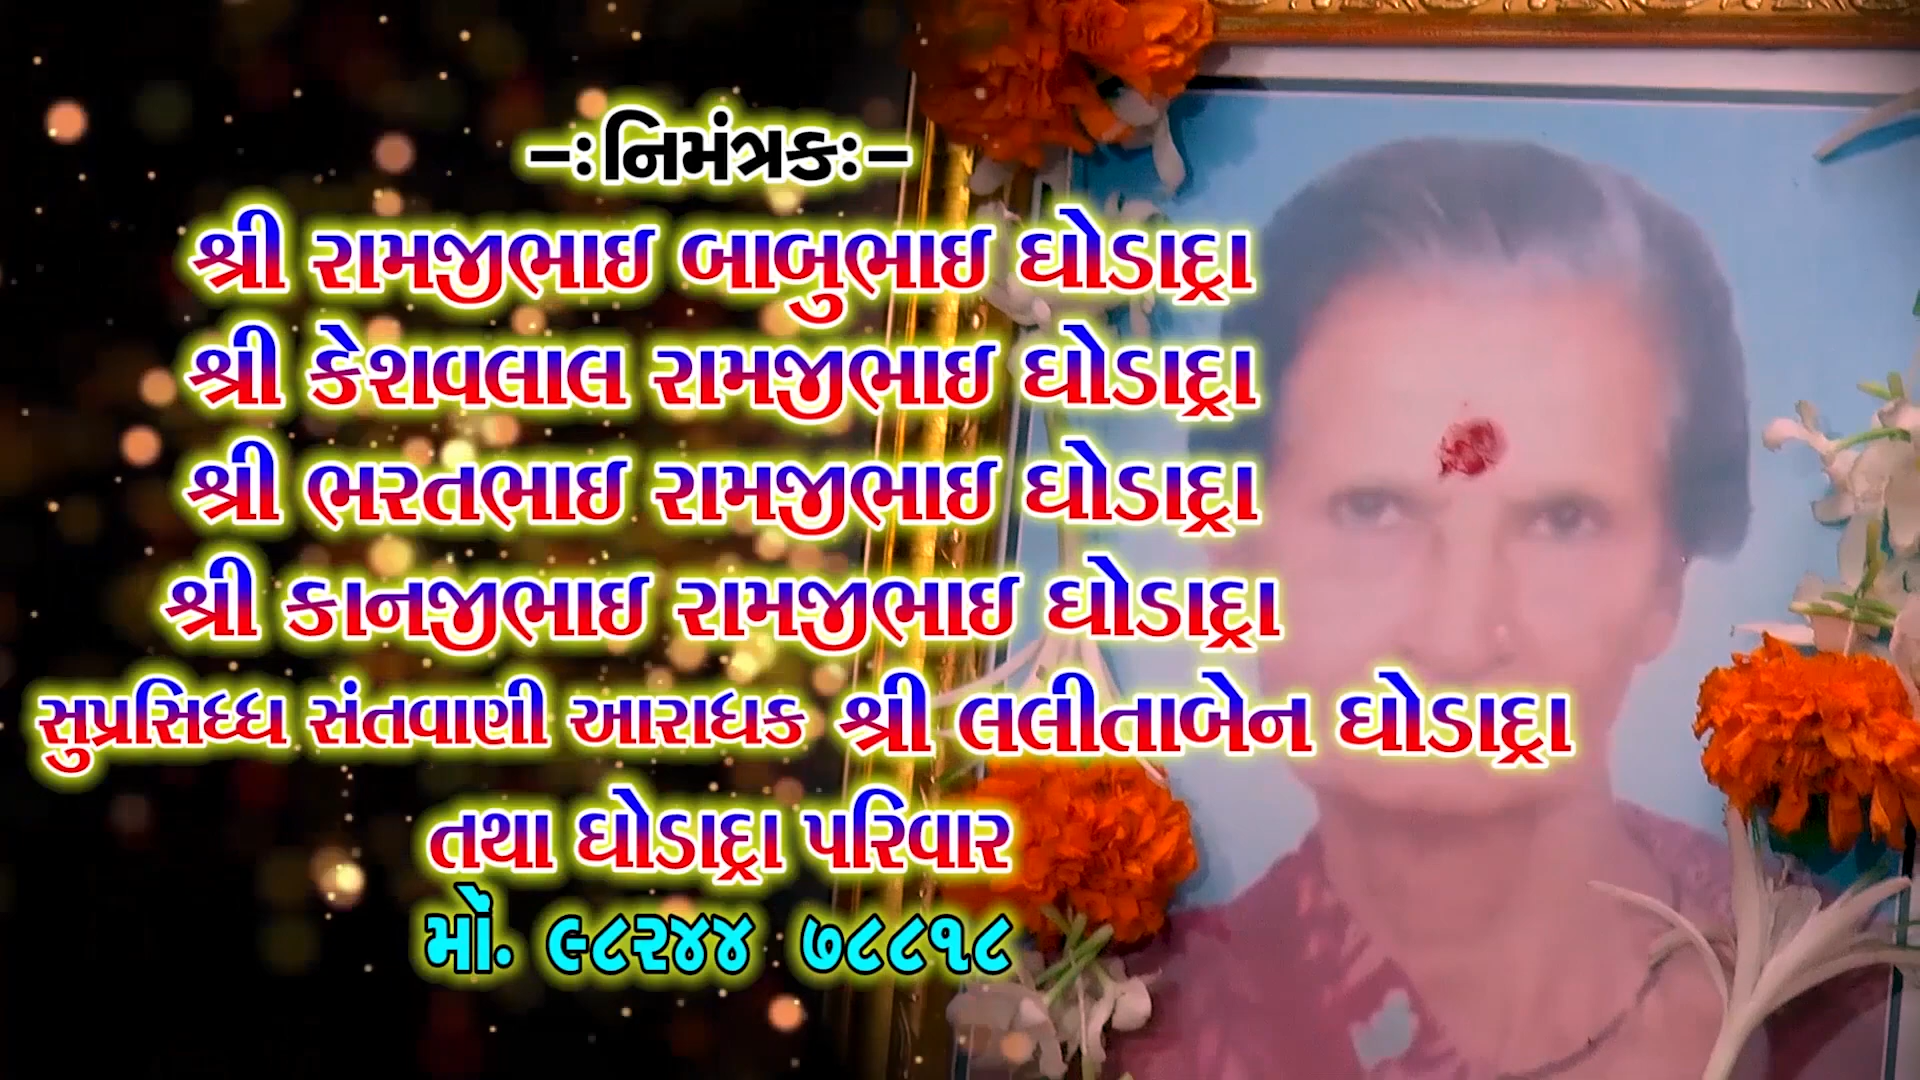 -ઃનિમંત્રકઃ-
શ્રી રામજીભાઇ બાબુભાઇ ઘોડાદ્રા
શ્રી કેશવલાલ રામજીભાઇ ઘોડાદ્રા
શ્રી ભરતભાઇ રામજીભાઇ ઘોડાદ્રા
શ્રી કાનજીભાઇ રામજીભાઇ ઘોડાદ્રા
સુપ્રસિધ્ધ સંતવાણી આરાધક શ્રી લલીતાબેન ઘોડાદ્રા
તથા ઘોડાદ્રા પરિવાર
મોં. ૯૮૨૪૪ ૭૮૮૧૮